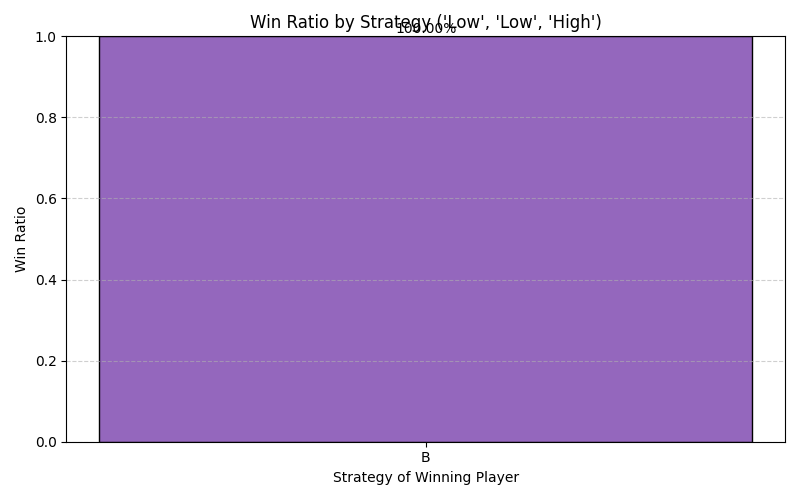 Win Ratio by Strategy ('Low', 'Low', 'High')
100.00%
1.0
0.8
0.6
0.4
0.2
0.0
Win Ratio
B
Strategy of Winning Player